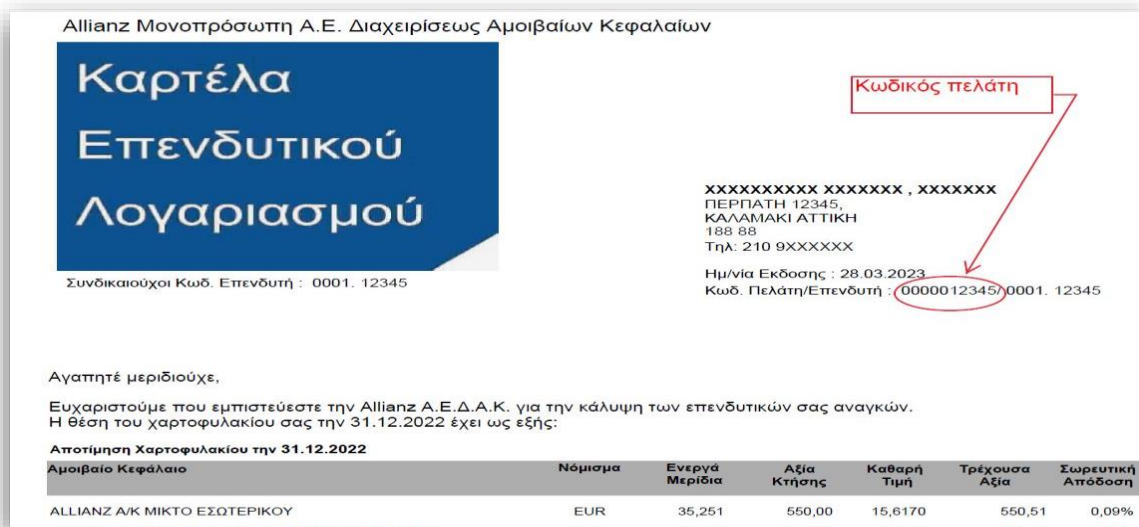 Allianz Μονοπρόσωπη Α.Ε. Διαχειρίσεως Αμοιβαίων Κεφαλαίων
Καρτέλα
Επενδυτικού
Λογαριασμού
Κωδικός πελάτη
XXXXXXXXXX XXXXXXX , XXXXXXX
ΠΕΡΠΑΤΗ 12345,
ΚΑΛΑΜΑΚΙ ΑΤΤΙΚΗ
188 88
Τηλ: 210 9XXXXXX
Συνδικαιούχοι Κωδ. Επενδυτή : 0001. 12345
Ημ/νία Εκδοσης : 28.03.2023
Κωδ. Πελάτη/Επενδυτή : 0000012345/ 0001. 12345
Αγαπητέ μεριδιούχε,
Ευχαριστούμε που εμπιστεύεστε την Allianz Α.Ε.Δ.Α.Κ. για την κάλυψη των επενδυτικών σας αναγκών.
Η θέση του χαρτοφυλακίου σας την 31.12.2022 έχει ως εξής:
Αποτίμηση Χαρτοφυλακίου την 31.12.2022
Αμοιβαίο Κεφάλαιο Νόμισμα Ενεργά Μερίδια Αξία Κτήσης Καθαρή Τιμή Τρέχουσα Αξία Σωρευτική Απόδοση
ALLIANZ Α/Κ ΜΙΚΤΟ ΕΣΩΤΕΡΙΚΟΥ EUR 35,251 550,00 15,6170 550,51 0,09%